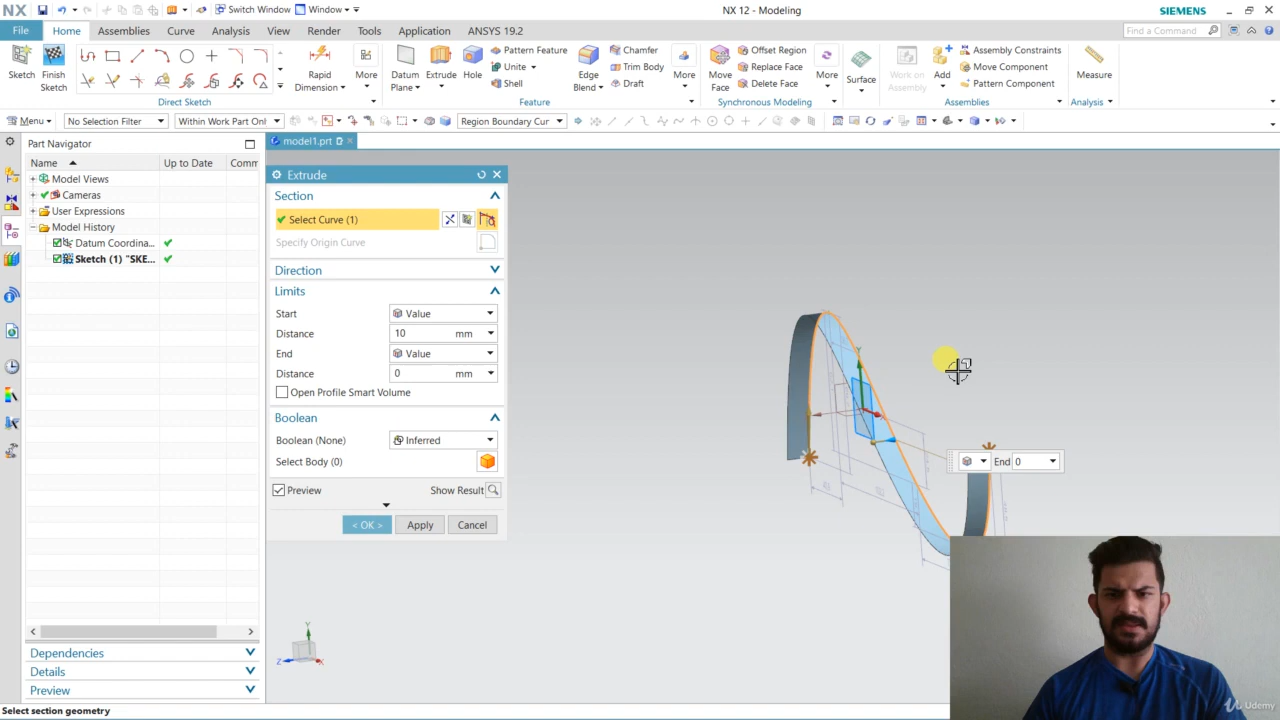 NX
Switch Window
Window
NX 12 - Modeling
SIEMENS
File
Home
Assemblies
Curve
Analysis
View
Render
Tools
Application
ANSYS 19.2
Find a Command
Sketch
Finish Sketch
Rapid Dimension
More
Datum Plane
Extrude
Hole
Pattern Feature
Unite
Shell
Edge Blend
Chamfer
Trim Body
Draft
More
Move Face
Offset Region
Replace Face
Delete Face
More
Surface
Work on Assembly
Add
Assembly Constraints
Move Component
Pattern Component
Measure
Direct Sketch
Feature
Synchronous Modeling
Assemblies
Analysis
Menu
No Selection Filter
Within Work Part Onl
Region Boundary Cur
Part Navigator
model1.prt
Name
Up to Date
Comm
Model Views
Cameras
User Expressions
Model History
Datum Coordina...
Sketch (1) "SKE...
Extrude
Section
Select Curve (1)
Specify Origin Curve
Direction
Limits
Start
Value
Distance
10 mm
End
Value
Distance
0 mm
Open Profile Smart Volume
Boolean
Boolean (None)
Inferred
Select Body (0)
Preview
Show Result
< OK >
Apply
Cancel
End 0
Y
Z
X
Dependencies
Details
Preview
Select section geometry
Udemy